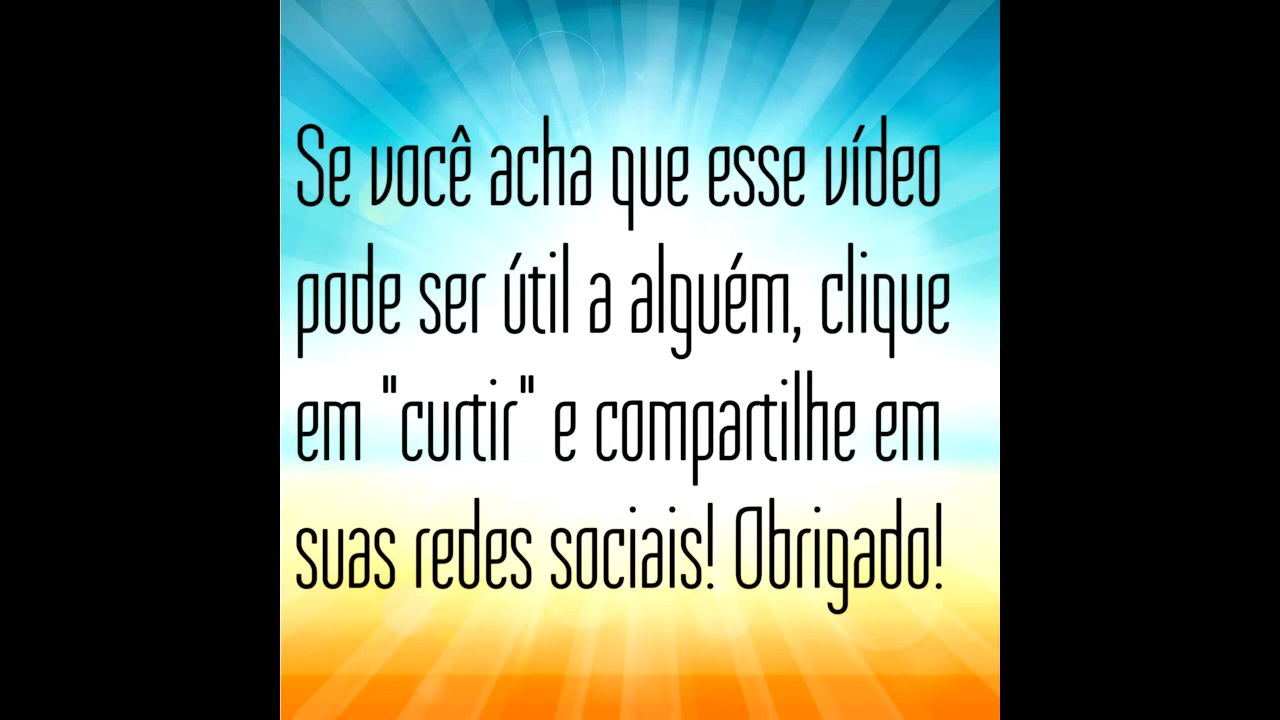 Se você acha que esse vídeo
pode ser útil a alguém, clique
em "curtir" e compartilhe em
suas redes sociais! Obrigado!